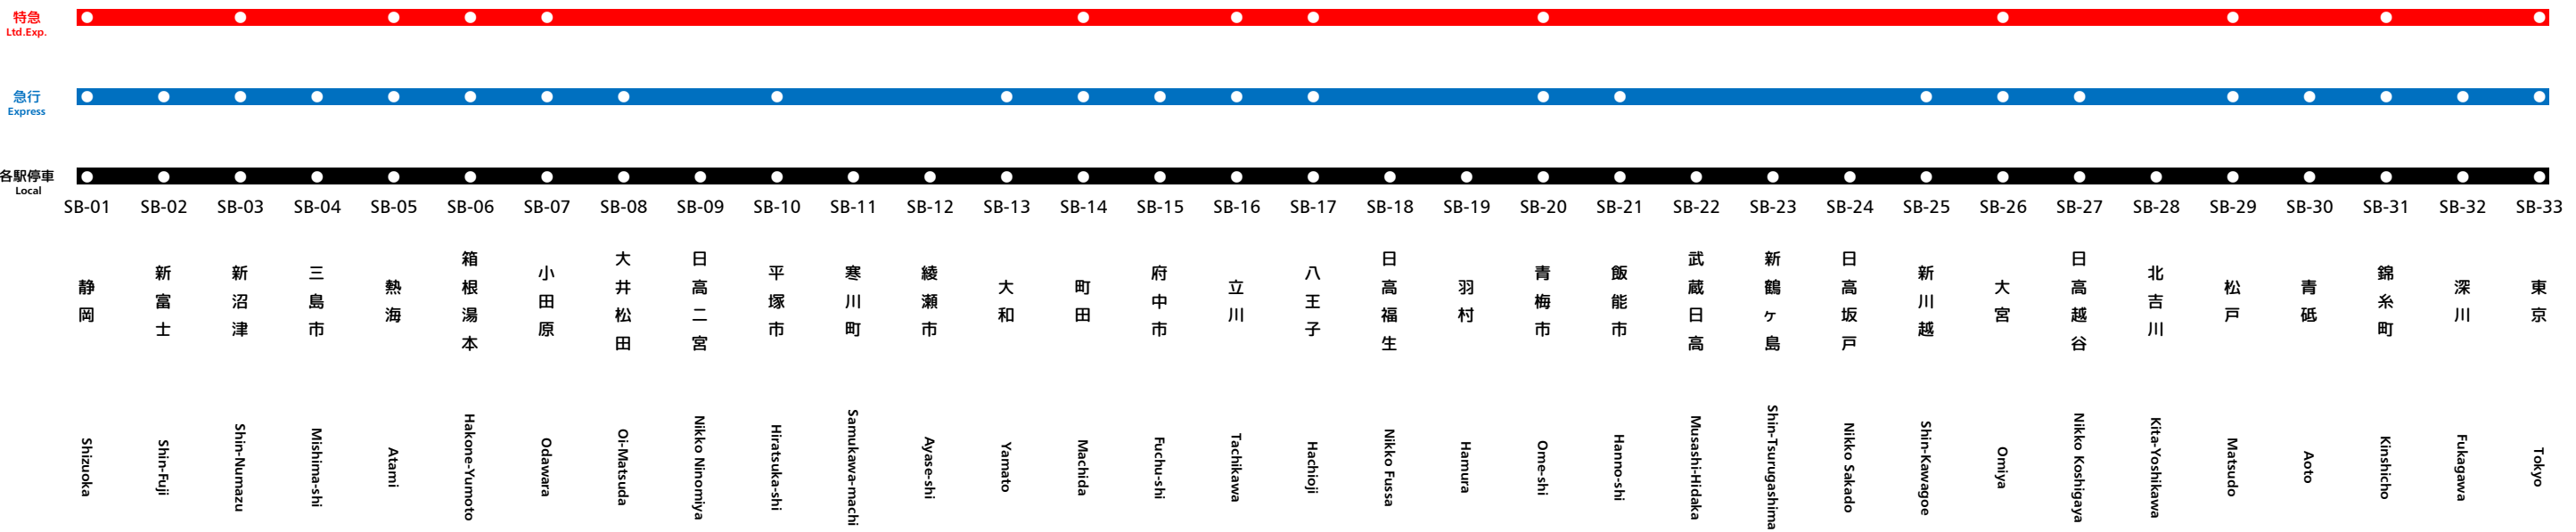 特急
Ltd.Exp.
急行
Express
各駅停車
Local
SB-01 SB-02 SB-03 SB-04 SB-05 SB-06 SB-07 SB-08 SB-09 SB-10 SB-11 SB-12 SB-13 SB-14 SB-15 SB-16 SB-17 SB-18 SB-19 SB-20 SB-21 SB-22 SB-23 SB-24 SB-25 SB-26 SB-27 SB-28 SB-29 SB-30 SB-31 SB-32 SB-33
静岡
新富士
新沼津
三島市
熱海
箱根湯本
小田原
大井松田
日高二宮
平塚市
寒川町
綾瀬市
大和
町田
府中市
立川
八王子
日高福生
羽村
青梅市
飯能市
武蔵日高
新鶴ヶ島
日高坂戸
新川越
大宮
日高越谷
北吉川
松戸
青砥
錦糸町
深川
東京
Shizuoka
Shin-Fuji
Shin-Numazu
Mishima-shi
Atami
Hakone-Yumoto
Odawara
Oi-Matsuda
Nikko Ninomiya
Hiratsuka-shi
Samukawa-machi
Ayase-shi
Yamato
Machida
Fuchu-shi
Tachikawa
Hachioji
Nikko Fussa
Hamura
Ome-shi
Hanno-shi
Musashi-Hidaka
Shin-Tsurugashima
Nikko Sakado
Shin-Kawagoe
Omiya
Nikko Koshigaya
Kita-Yoshikawa
Matsudo
Aoto
Kinshicho
Fukagawa
Tokyo